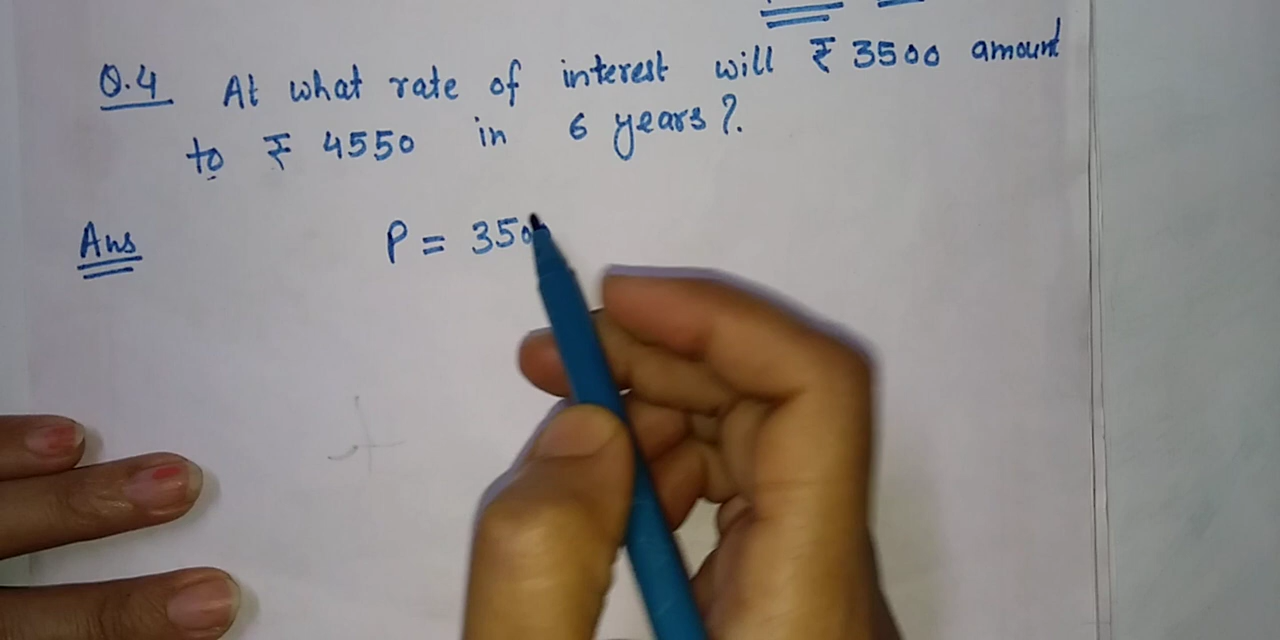 Q.4 At what rate of interest will ₹ 3500 amount
to ₹ 4550 in 6 years?.
Ans P = 350